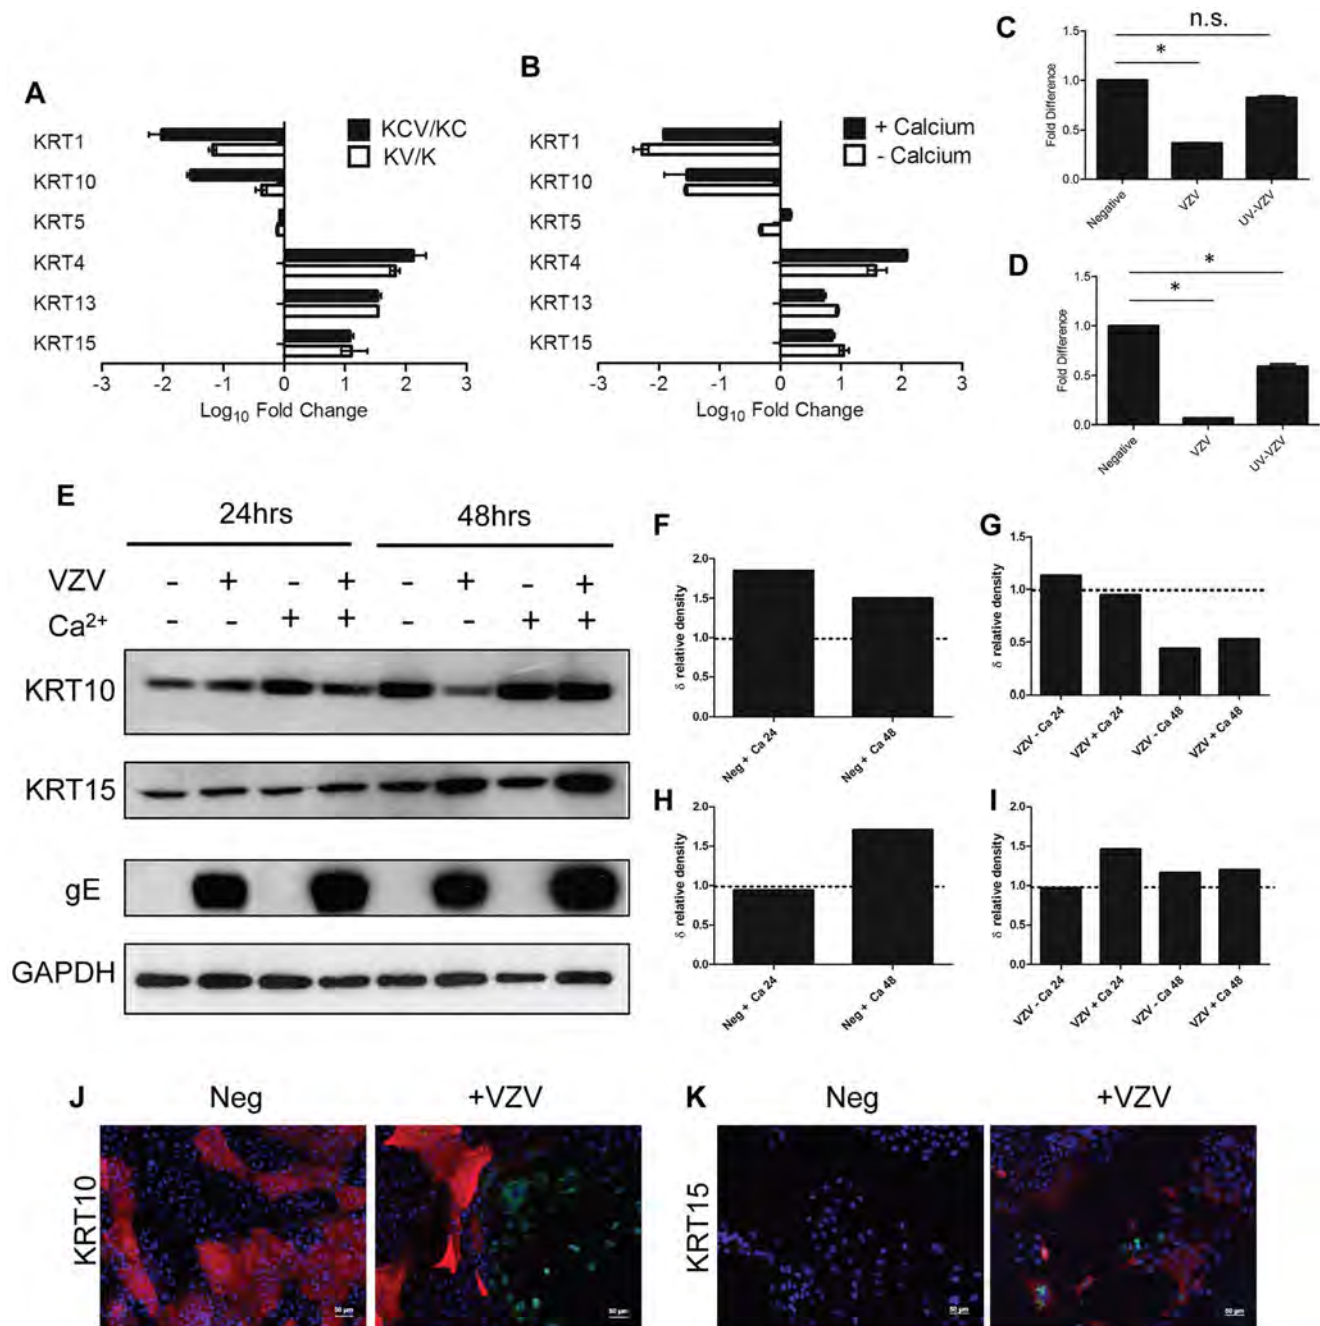 A
KCV/KC
KV/K
KRT1
KRT10
KRT5
KRT4
KRT13
KRT15
-3 -2 -1 0 1 2 3
Log10 Fold Change
B
+ Calcium
- Calcium
KRT1
KRT10
KRT5
KRT4
KRT13
KRT15
-3 -2 -1 0 1 2 3
Log10 Fold Change
C
n.s.
*
Fold Difference
1.5
1.0
0.5
0.0
Negative VZV UV-VZV
D
*
*
Fold Difference
1.5
1.0
0.5
0.0
Negative VZV UV-VZV
E
24hrs 48hrs
VZV - + - + - + - +
Ca2+ - - + + - - + +
KRT10
KRT15
gE
GAPDH
F
δ relative density
2.0
1.5
1.0
0.5
0.0
Neg + Ca 24 Neg + Ca 48
G
δ relative density
1.5
1.0
0.5
0.0
VZV - Ca 24 VZV + Ca 24 VZV - Ca 48 VZV + Ca 48
H
δ relative density
2.0
1.5
1.0
0.5
0.0
Neg + Ca 24 Neg + Ca 48
I
δ relative density
2.0
1.5
1.0
0.5
0.0
VZV - Ca 24 VZV + Ca 24 VZV - Ca 48 VZV + Ca 48
J Neg +VZV
KRT10
50 µm 50 µm
K Neg +VZV
KRT15
50 µm 50 µm